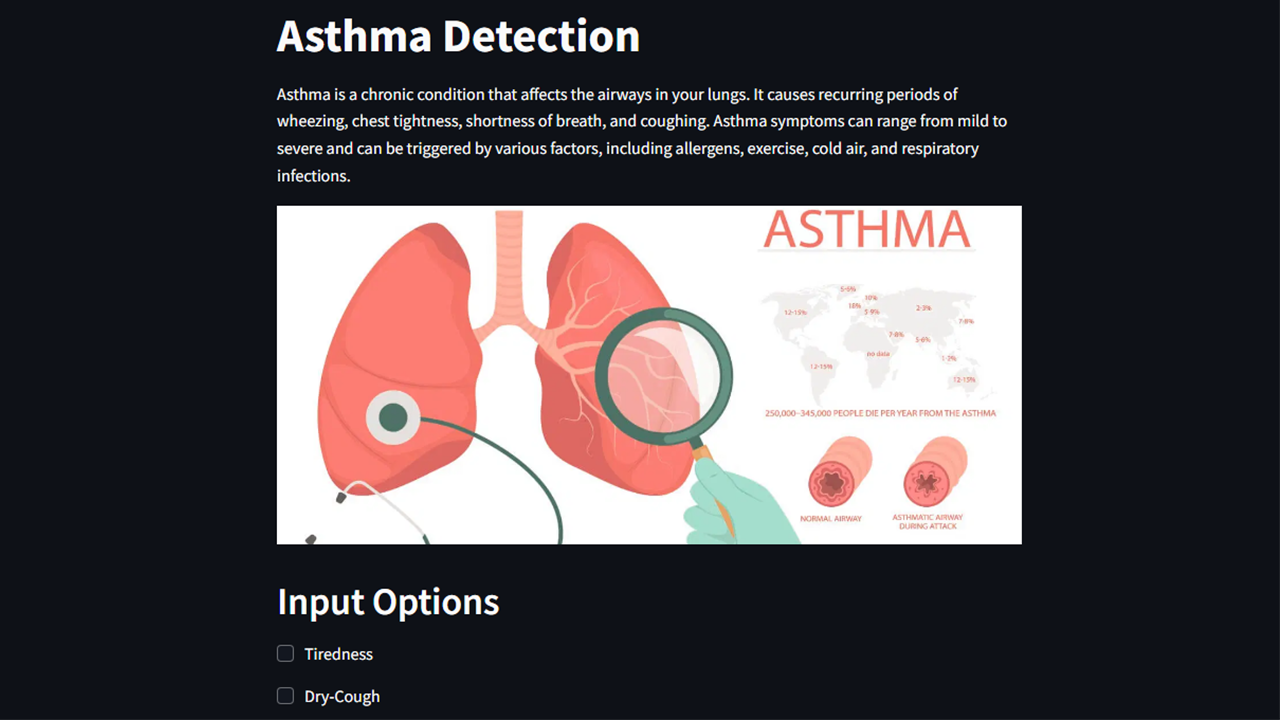 Asthma Detection
Asthma is a chronic condition that affects the airways in your lungs. It causes recurring periods of
wheezing, chest tightness, shortness of breath, and coughing. Asthma symptoms can range from mild to
severe and can be triggered by various factors, including allergens, exercise, cold air, and respiratory
infections.
ASTHMA
5-9%
10%
12-15%
18%
5-9%
2-3%
7-8%
7-8%
5-6%
no data
1-2%
12-15%
12-15%
250,000-345,000 PEOPLE DIE PER YEAR FROM THE ASTHMA
NORMAL AIRWAY
ASTHMATIC AIRWAY
DURING ATTACK
Input Options
Tiredness
Dry-Cough